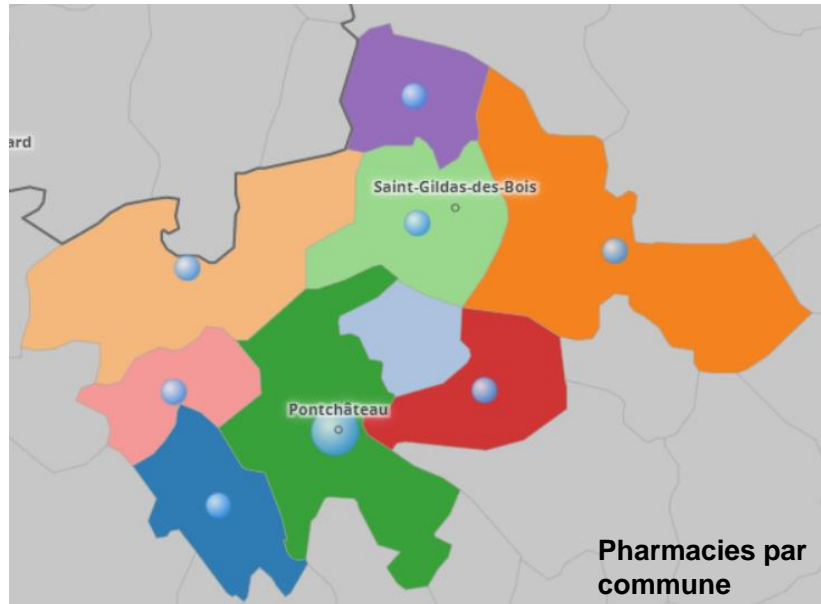 ard
Saint-Gildas-des-Bois
Pontchâteau
Pharmacies par
commune